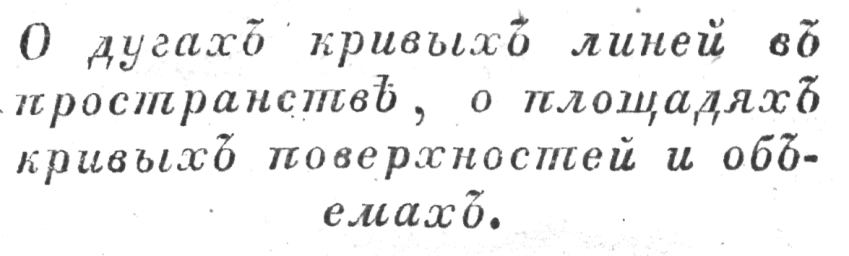 О дугахъ кривыхъ линей въ
пространствѣ, о площадяхъ
кривыхъ поверхностей и объ-
емахъ.